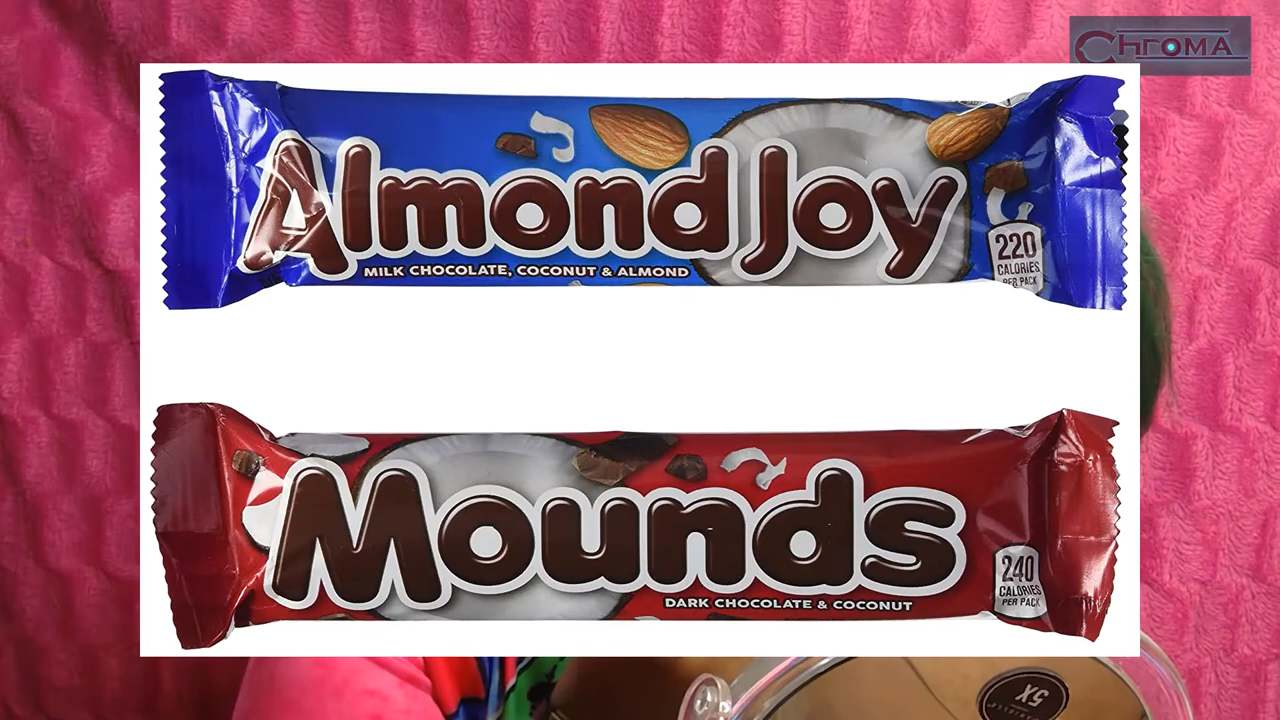 CHrOMA
Almond Joy
MILK CHOCOLATE, COCONUT & ALMOND
220
CALORIES
PER PACK
Mounds
DARK CHOCOLATE & COCONUT
240
CALORIES
PER PACK
5X